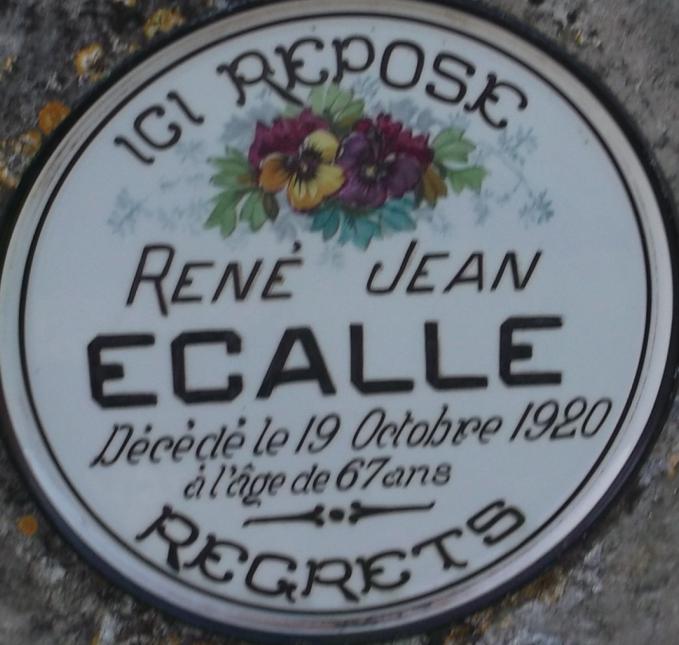 ICI REPOSE
RENÉ JEAN
ECALLE
Décédé le 19 Octobre 1920
à l'âge de 67 ans
REGRETS